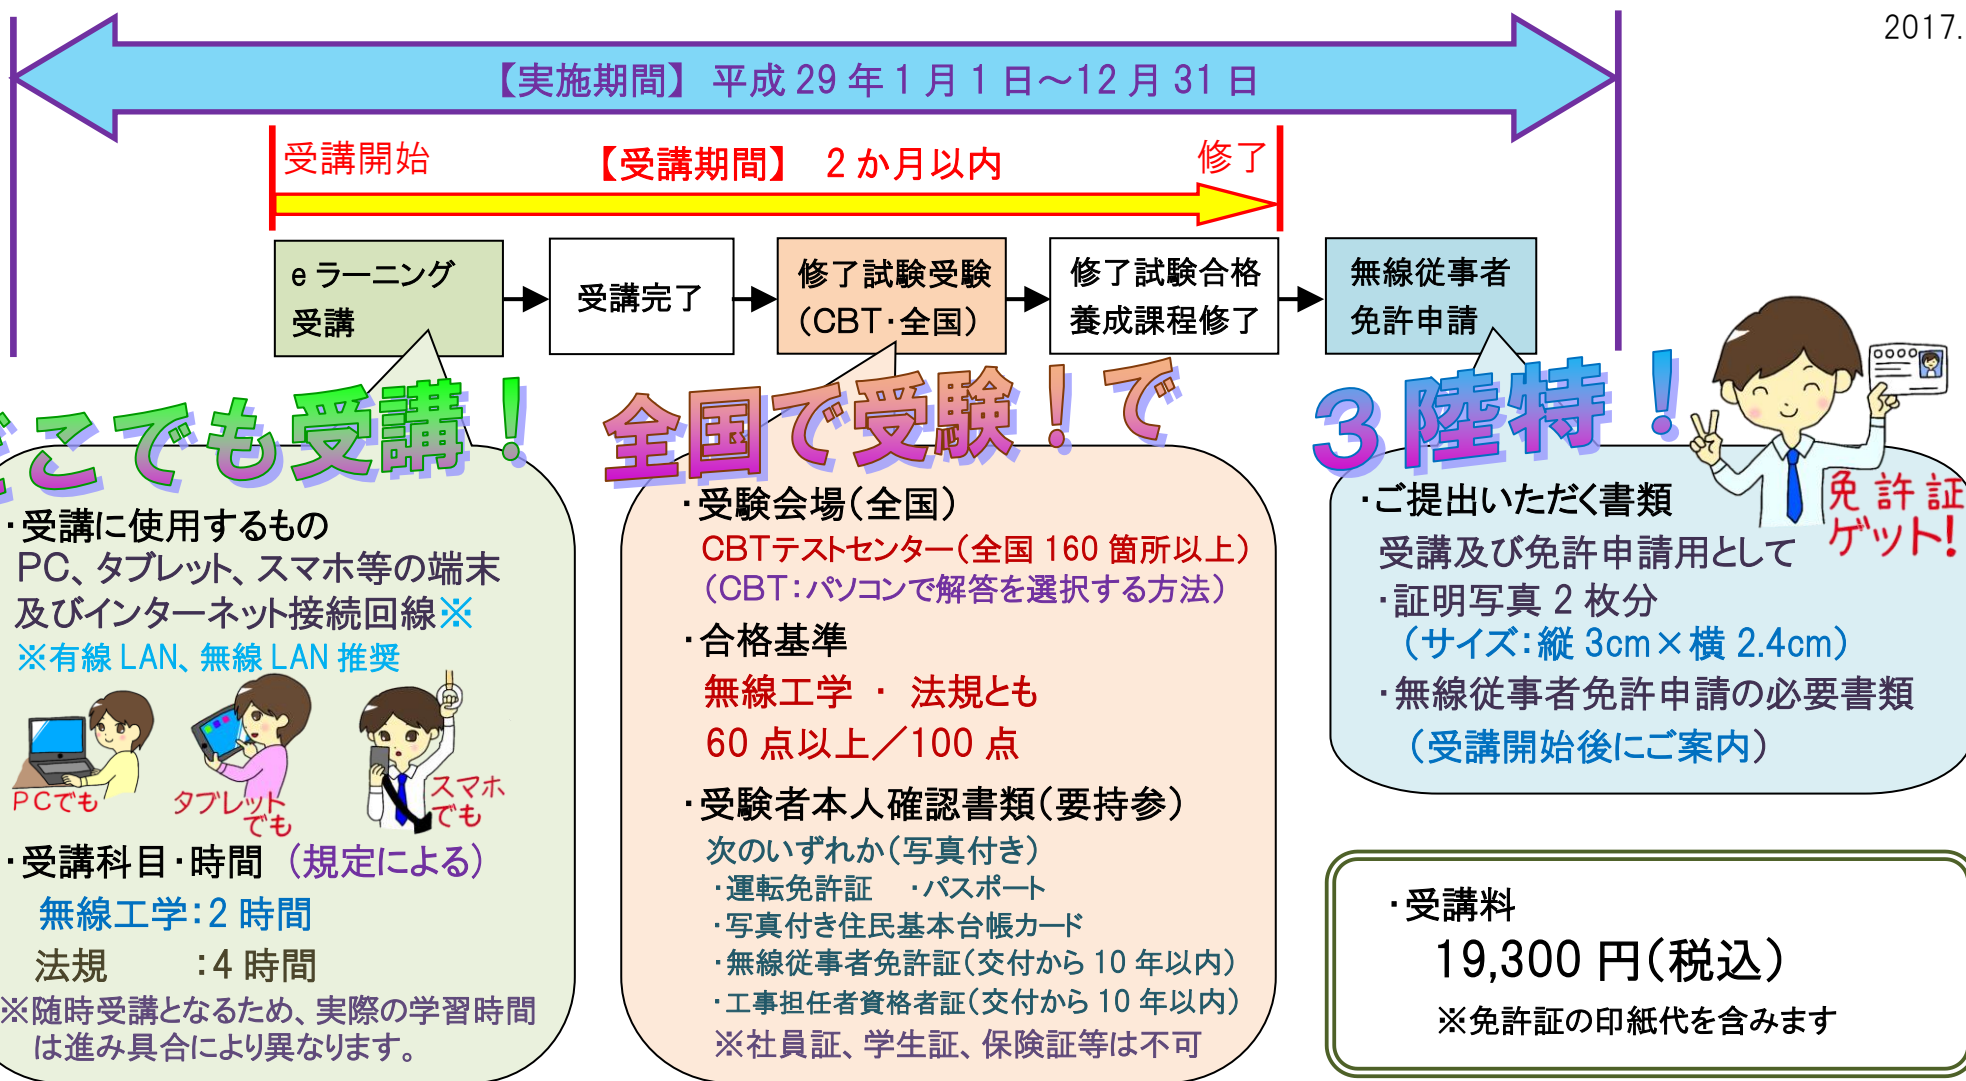 2017.
【実施期間】 平成 29 年 1 月 1 日～12 月 31 日
受講開始 【受講期間】 2 か月以内 修了
e ラーニング
受講
受講完了
修了試験受験
（CBT・全国）
修了試験合格
養成課程修了
無線従事者
免許申請
どこでも受講！
・受講に使用するもの
PC、タブレット、スマホ等の端末
及びインターネット接続回線※
※有線 LAN、無線 LAN 推奨
PCでも
タブレット
でも
スマホ
でも
・受講科目・時間 （規定による）
無線工学：2 時間
法規 ：4 時間
※随時受講となるため、実際の学習時間
は進み具合により異なります。
全国で受験！で
・受験会場（全国）
CBTテストセンター（全国 160 箇所以上）
（CBT：パソコンで解答を選択する方法）
・合格基準
無線工学 ・ 法規とも
60 点以上／100 点
・受験者本人確認書類（要持参）
次のいずれか（写真付き）
・運転免許証 ・パスポート
・写真付き住民基本台帳カード
・無線従事者免許証（交付から 10 年以内）
・工事担任者資格者証（交付から 10 年以内）
※社員証、学生証、保険証等は不可
３陸特！
免許証
ゲット!
・ご提出いただく書類
受講及び免許申請用として
・証明写真 2 枚分
（サイズ：縦 3cm×横 2.4cm）
・無線従事者免許申請の必要書類
（受講開始後にご案内）
・受講料
19,300 円（税込）
※免許証の印紙代を含みます